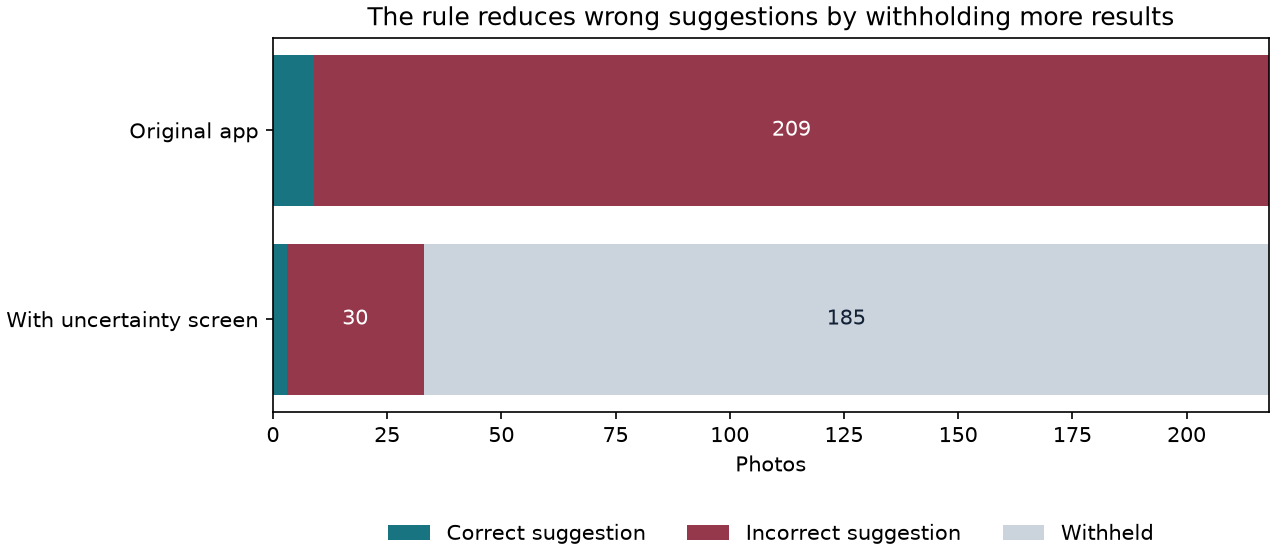 The rule reduces wrong suggestions by withholding more results
Original app
209
With uncertainty screen
30
185
0 25 50 75 100 125 150 175 200
Photos
Correct suggestion Incorrect suggestion Withheld